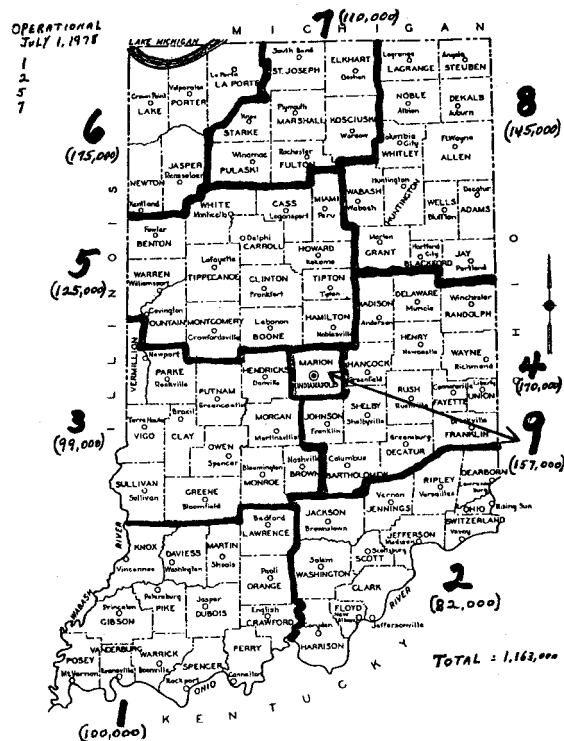 OPERATIONAL
JULY 1, 1978
1
2
5
7
7 (110,000)
LAKE MICHIGAN
M I C H I G A N
6
(175,000)
8
(145,000)
5
(125,000)
4
(170,000)
3
(99,000)
9
(157,000)
2
(82,000)
1
(100,000)
TOTAL = 1,163,000
South Bend
ST. JOSEPH
ELKHART
Goshen
Lagrange
LAGRANGE
Angola
STEUBEN
La Porte
LA PORTE
Valparaiso
PORTER
Crown Point
LAKE
Plymouth
MARSHALL
Warsaw
NOBLE
Albion
DEKALB
Auburn
Knox
STARKE
Columbia City
WHITLEY
Ft. Wayne
ALLEN
Winamac
PULASKI
Rochester
FULTON
JASPER
Rensselaer
NEWTON
Kentland
WHITE
Monticello
CASS
Logansport
MIAMI
Peru
WABASH
Wabash
Huntington
HUNTINGTON
WELLS
Bluffton
Decatur
ADAMS
Fowler
BENTON
Delphi
CARROLL
HOWARD
Kokomo
Marion
GRANT
Hartford City
BLACKFORD
JAY
Portland
WARREN
Williamsport
Lafayette
TIPPECANOE
CLINTON
Frankfort
TIPTON
Tipton
MADISON
Anderson
DELAWARE
Muncie
Winchester
RANDOLPH
Covington
FOUNTAIN
MONTGOMERY
Crawfordsville
Lebanon
BOONE
HAMILTON
Noblesville
HENRY
Newcastle
WAYNE
Richmond
VERMILLION
Newport
PARKE
Rockville
PUTNAM
Greencastle
HENDRICKS
Danville
MARION
INDIANAPOLIS
HANCOCK
Greenfield
RUSH
Rushville
Connersville
FAYETTE
Liberty
UNION
Terre Haute
VIGO
Brazil
CLAY
MORGAN
Martinsville
JOHNSON
Franklin
SHELBY
Shelbyville
Brookville
FRANKLIN
OWEN
Spencer
Bloomington
MONROE
Nashville
BROWN
Columbus
BARTHOLOMEW
Greensburg
DECATUR
DEARBORN
SULLIVAN
Sullivan
GREENE
Bloomfield
JACKSON
Brownstown
Vernon
JENNINGS
RIPLEY
Versailles
OHIO
Rising Sun
SWITZERLAND
Vevay
KNOX
Vincennes
DAVIESS
Washington
MARTIN
Shoals
Bedford
LAWRENCE
JEFFERSON
Madison
Scottsburg
SCOTT
Salem
WASHINGTON
Paoli
ORANGE
CLARK
Princeton
GIBSON
Petersburg
PIKE
Jasper
DUBOIS
English
CRAWFORD
FLOYD
New Albany
Jeffersonville
Corydon
HARRISON
POSEY
Mt. Vernon
VANDERBURG
Evansville
WARRICK
Boonville
SPENCER
Rockport
PERRY
Cannelton
WABASH RIVER
OHIO
RIVER
I L L I N O I S
O H I O
K E N T U C K Y